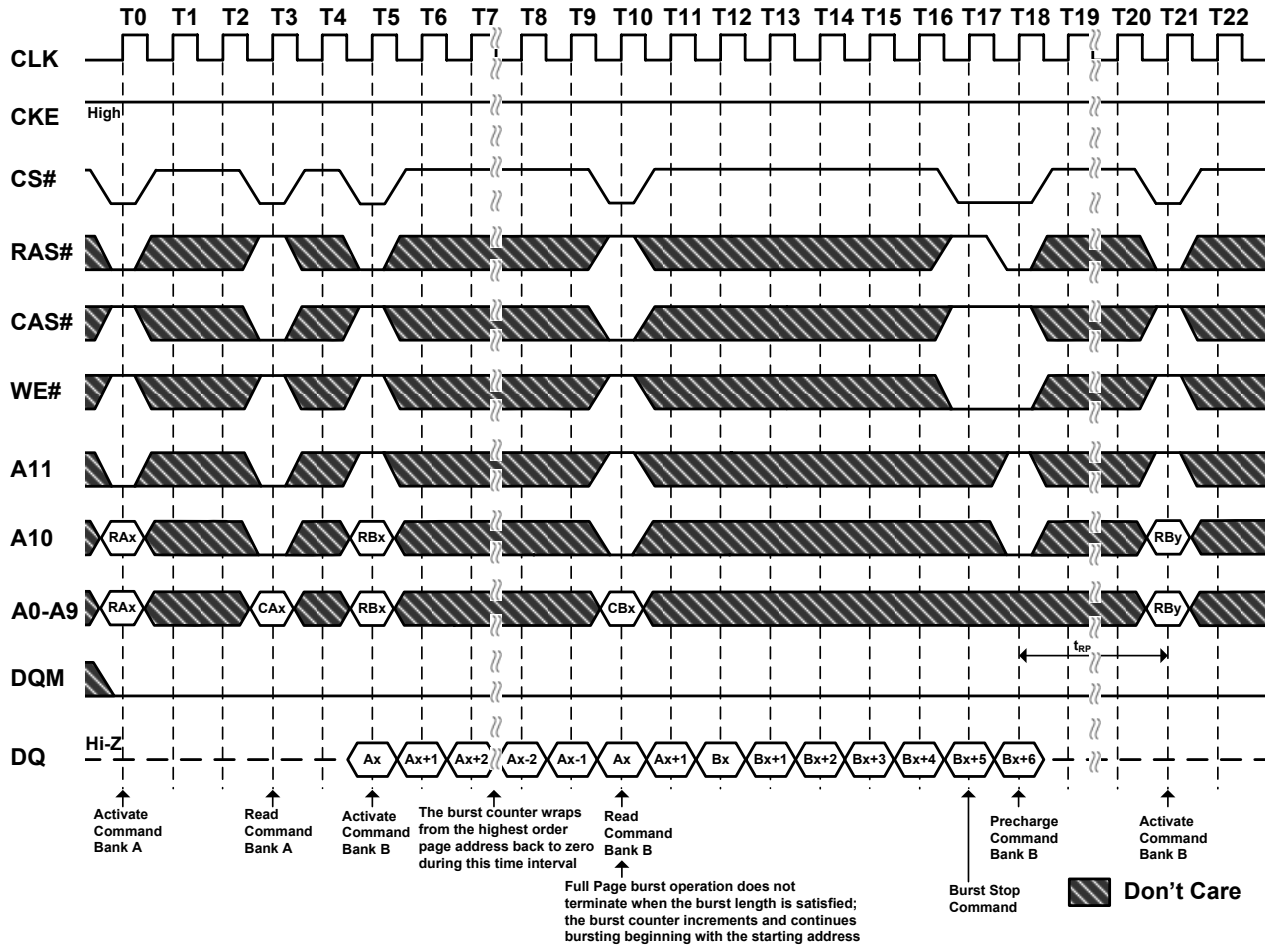 T0 T1 T2 T3 T4 T5 T6 T7 T8 T9 T10 T11 T12 T13 T14 T15 T16 T17 T18 T19 T20 T21 T22
CLK
CKE High
CS#
RAS#
CAS#
WE#
A11
A10 RAx RBx RBy
A0-A9 RAx CAx RBx CBx RBy
tRP
DQM
DQ Hi-Z Ax Ax+1 Ax+2 Ax-2 Ax-1 Ax Ax+1 Bx Bx+1 Bx+2 Bx+3 Bx+4 Bx+5 Bx+6
Activate
Command
Bank A
Read
Command
Bank A
Activate
Command
Bank B
The burst counter wraps
from the highest order
page address back to zero
during this time interval
Read
Command
Bank B
Full Page burst operation does not
terminate when the burst length is satisfied;
the burst counter increments and continues
bursting beginning with the starting address
Burst Stop
Command
Precharge
Command
Bank B
Activate
Command
Bank B
Don't Care